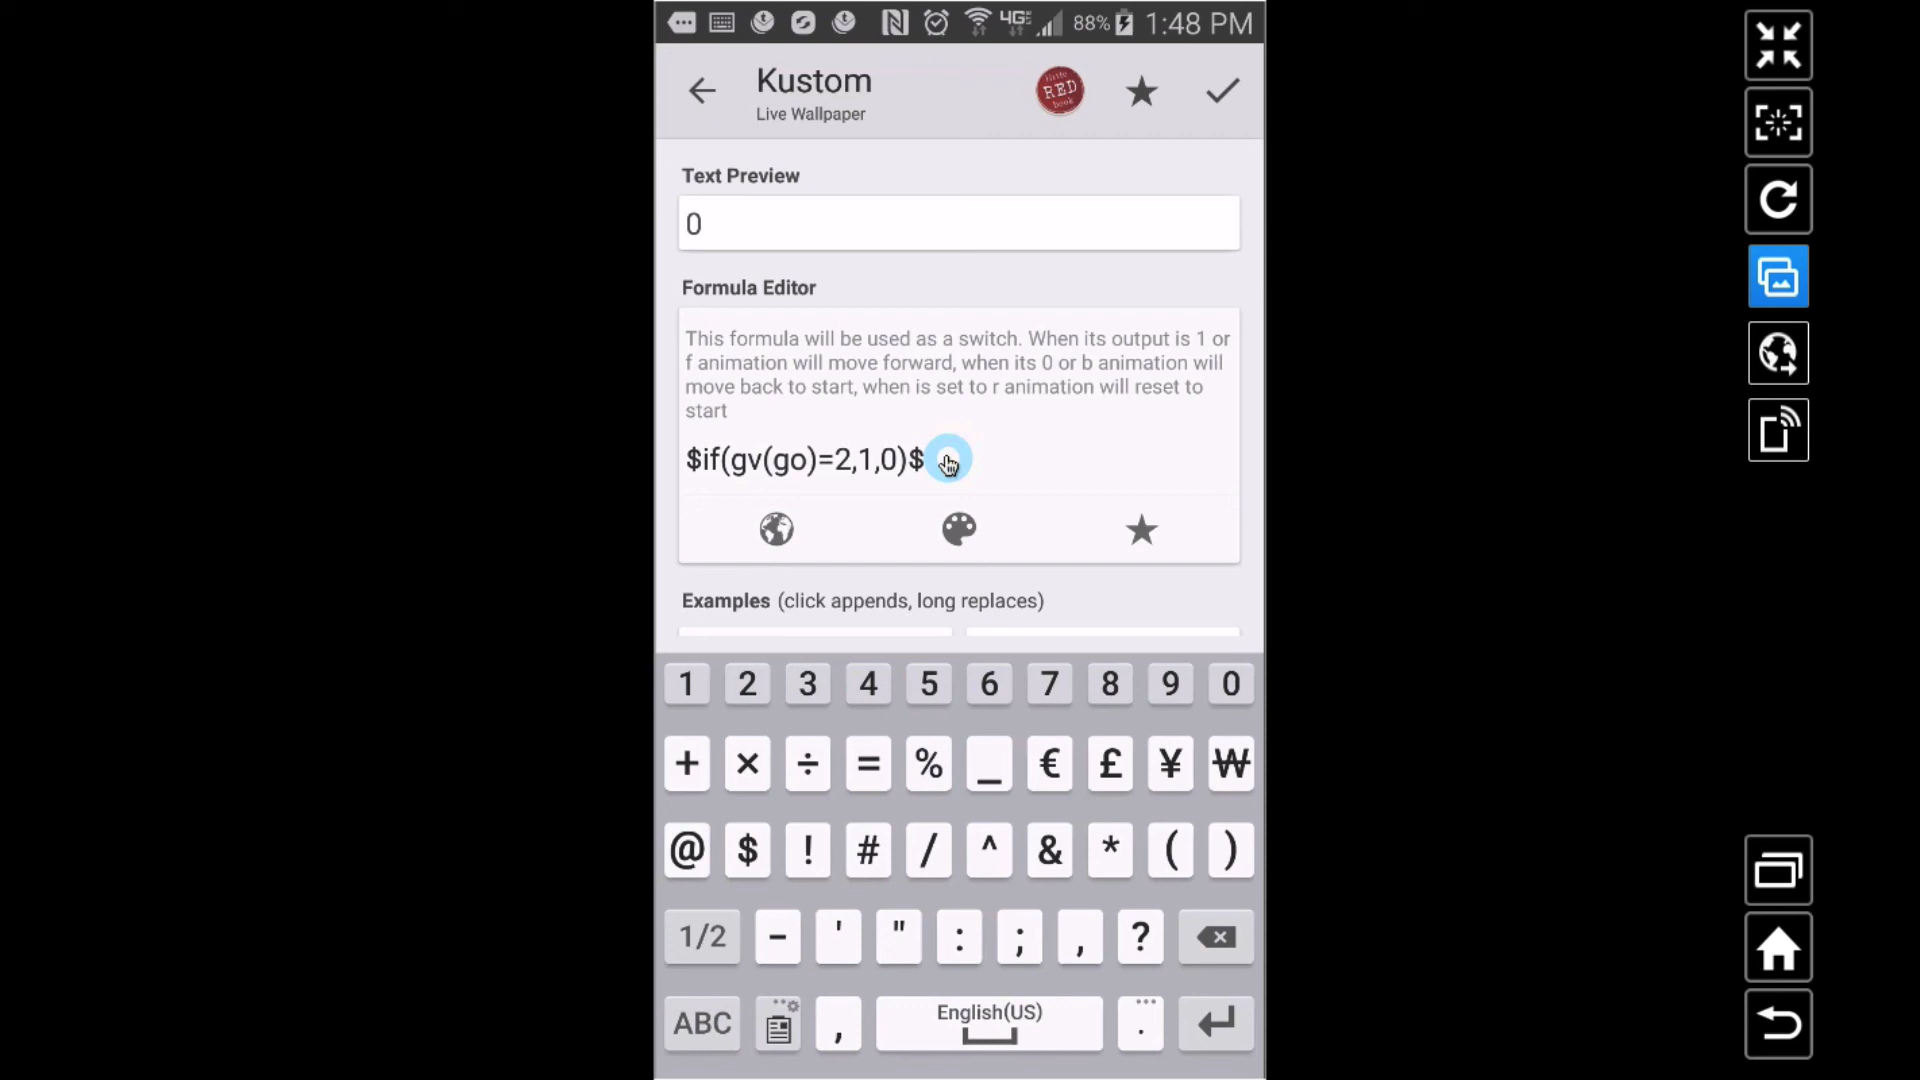 4G 88% 1:48 PM
Kustom
Live Wallpaper
little
RED
book
Text Preview
0
Formula Editor
This formula will be used as a switch. When its output is 1 or
f animation will move forward, when its 0 or b animation will
move back to start, when is set to r animation will reset to
start
$if(gv(go)=2,1,0)$
Examples (click appends, long replaces)
1 2 3 4 5 6 7 8 9 0
+ × ÷ = % _ € £ ¥ ₩
@ $ ! # / ^ & * ( )
1/2 - ' " : ; , ?
ABC , English(US) .